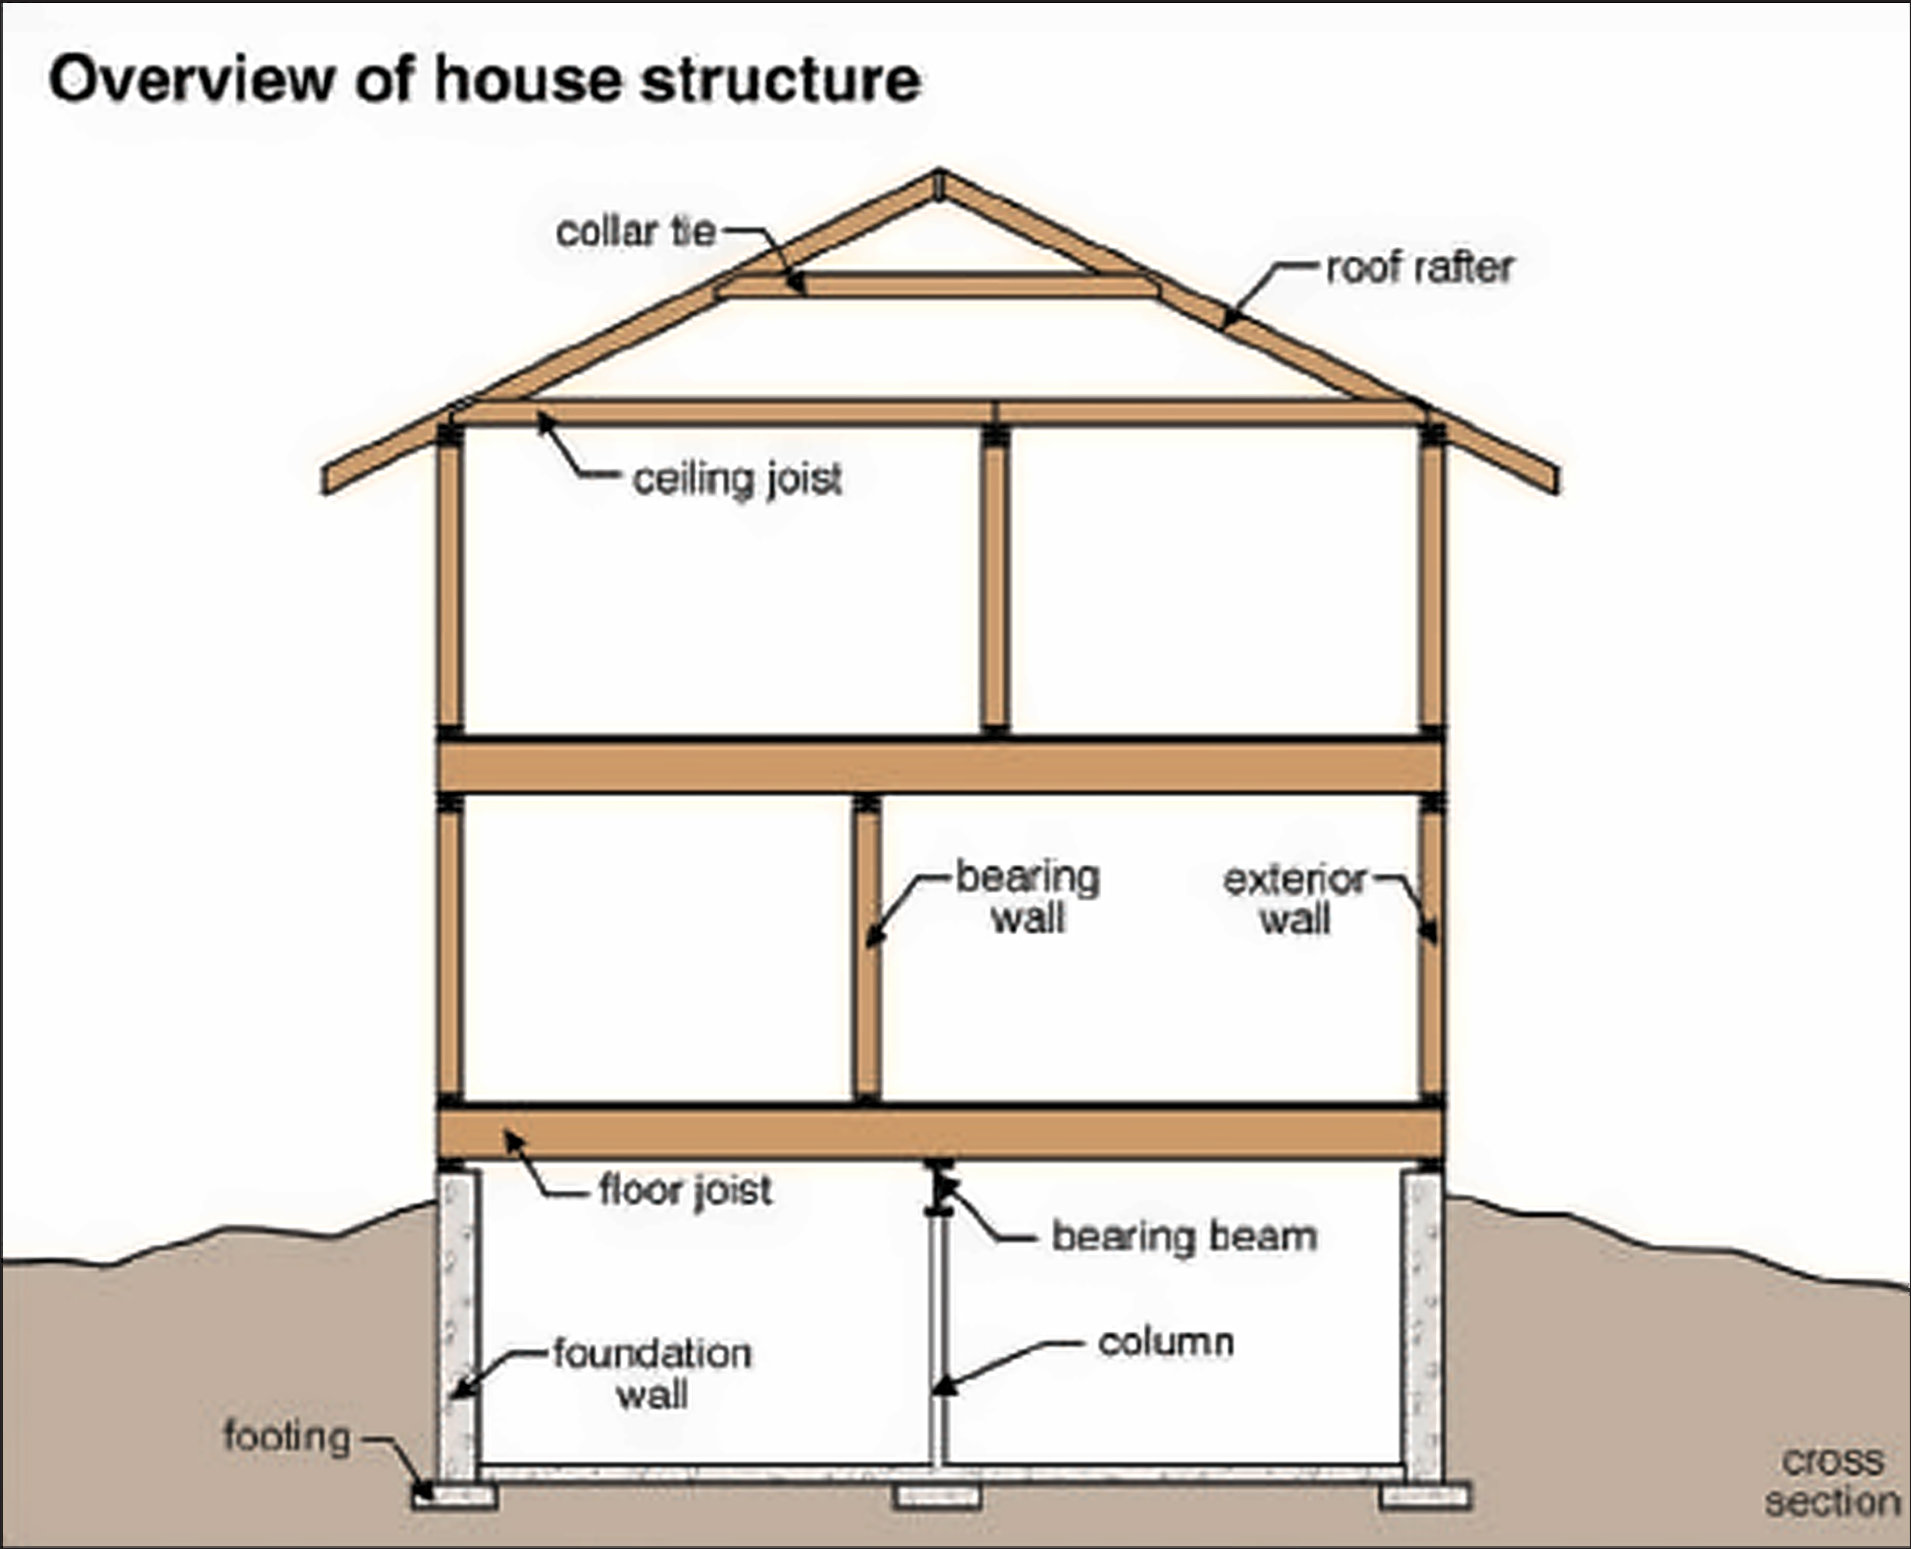 Overview of house structure
collar tie
roof rafter
ceiling joist
bearing
wall
exterior
wall
floor joist
bearing beam
foundation
wall
column
footing
cross
section